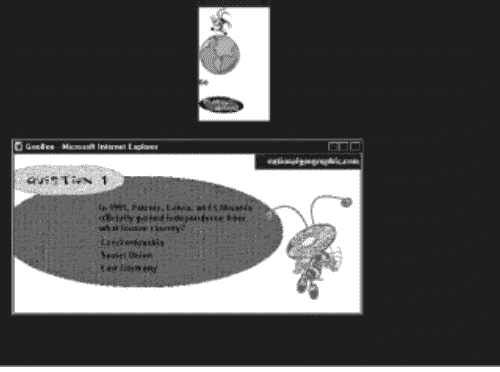 GeoBee - Microsoft Internet Explorer
nationalgeographic.com
QUESTION 1
In 1991, Estonia, Latvia, and Lithuania
officially gained independence from
what former country?
Czechoslovakia
Soviet Union
East Germany